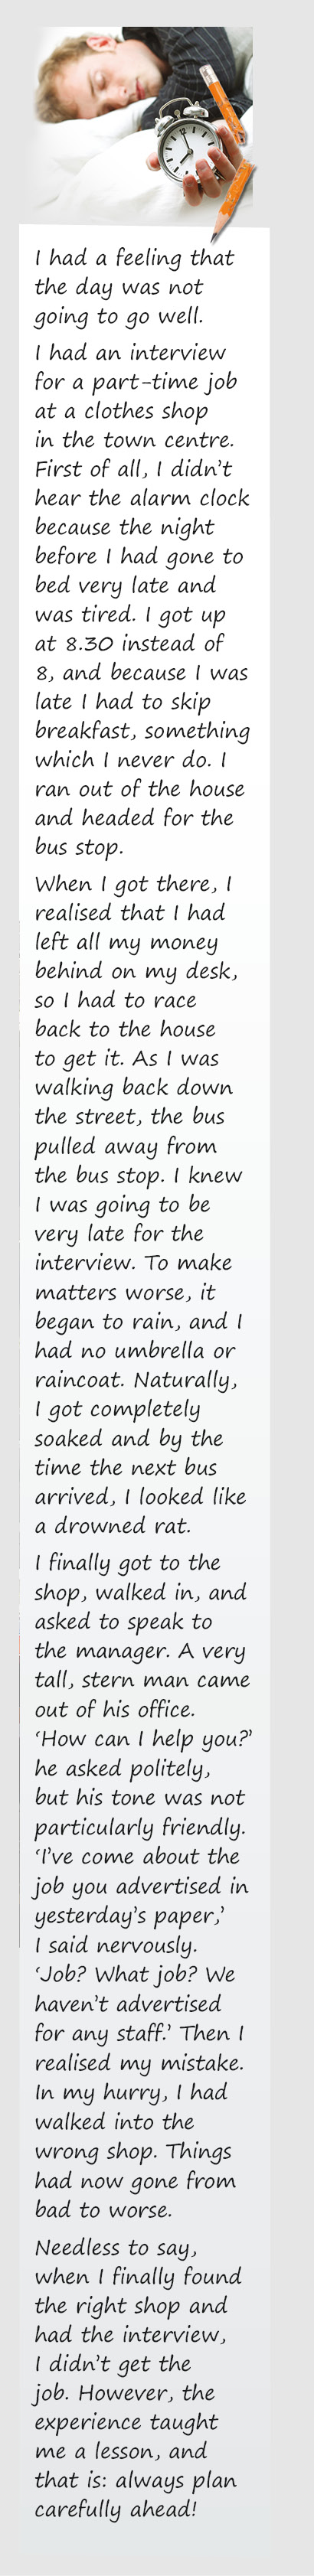 I had a feeling that
the day was not
going to go well.
I had an interview
for a part-time job
at a clothes shop
in the town centre.
First of all, I didn't
hear the alarm clock
because the night
before I had gone to
bed very late and
was tired. I got up
at 8.30 instead of
8, and because I was
late I had to skip
breakfast, something
which I never do. I
ran out of the house
and headed for the
bus stop.
When I got there, I
realised that I had
left all my money
behind on my desk,
so I had to race
back to the house
to get it. As I was
walking back down
the street, the bus
pulled away from
the bus stop. I knew
I was going to be
very late for the
interview. To make
matters worse, it
began to rain, and I
had no umbrella or
raincoat. Naturally,
I got completely
soaked and by the
time the next bus
arrived, I looked like
a drowned rat.
I finally got to the
shop, walked in, and
asked to speak to
the manager. A very
tall, stern man came
out of his office.
‘How can I help you?’
he asked politely,
but his tone was not
particularly friendly.
‘I've come about the
job you advertised in
yesterday's paper,’
I said nervously.
‘Job? What job? We
haven't advertised
for any staff.’ Then I
realised my mistake.
In my hurry, I had
walked into the
wrong shop. Things
had now gone from
bad to worse.
Needless to say,
when I finally found
the right shop and
had the interview,
I didn't get the
job. However, the
experience taught
me a lesson, and
that is: always plan
carefully ahead!